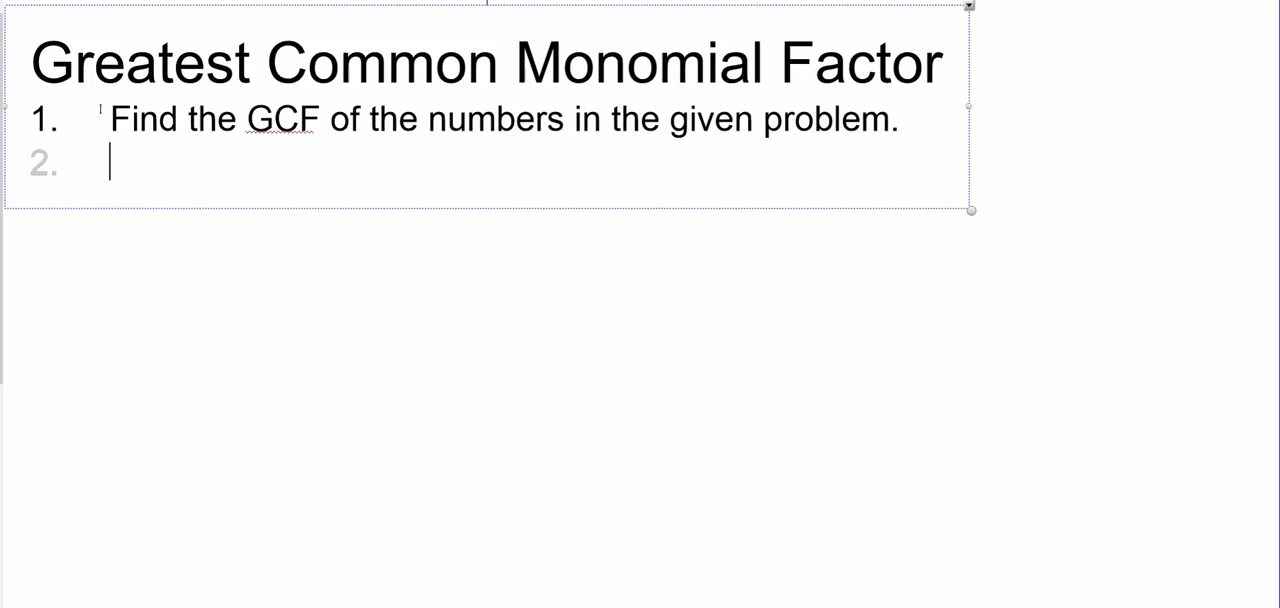 Greatest Common Monomial Factor
1. Find the GCF of the numbers in the given problem.
2.